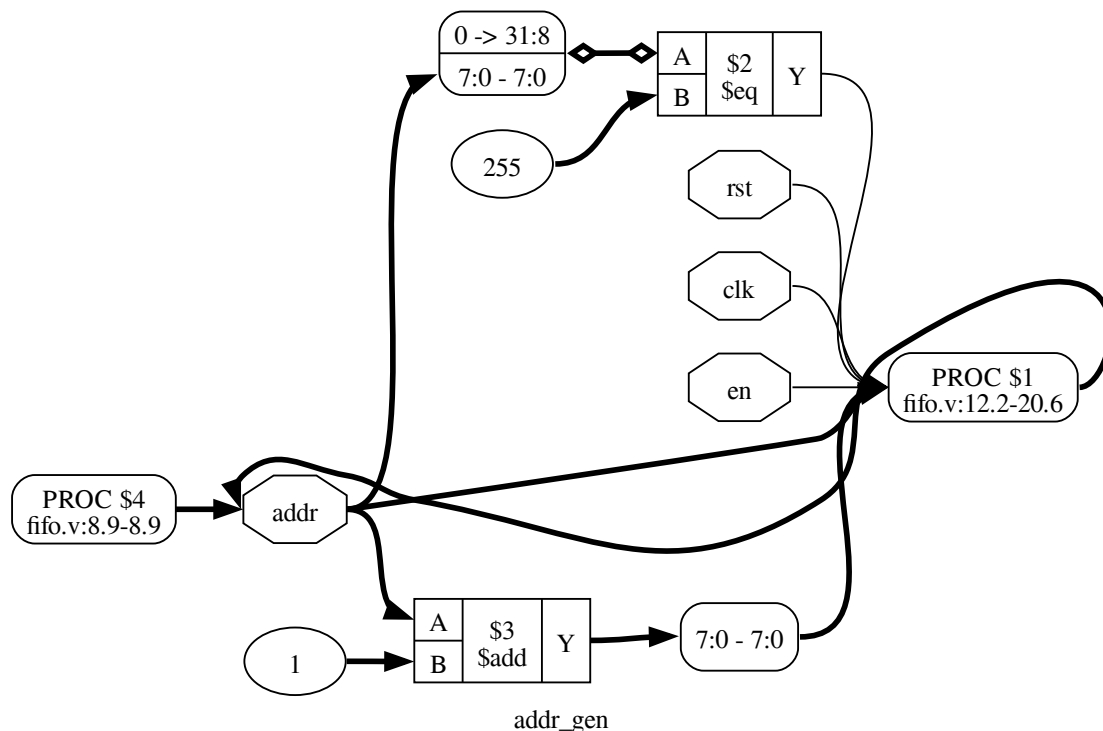 0 -> 31:8
7:0 - 7:0
A
B
$2
$eq
Y
255
rst
clk
en
PROC $1
fifo.v:12.2-20.6
PROC $4
fifo.v:8.9-8.9
addr
A
B
$3
$add
Y
7:0 - 7:0
1
addr_gen